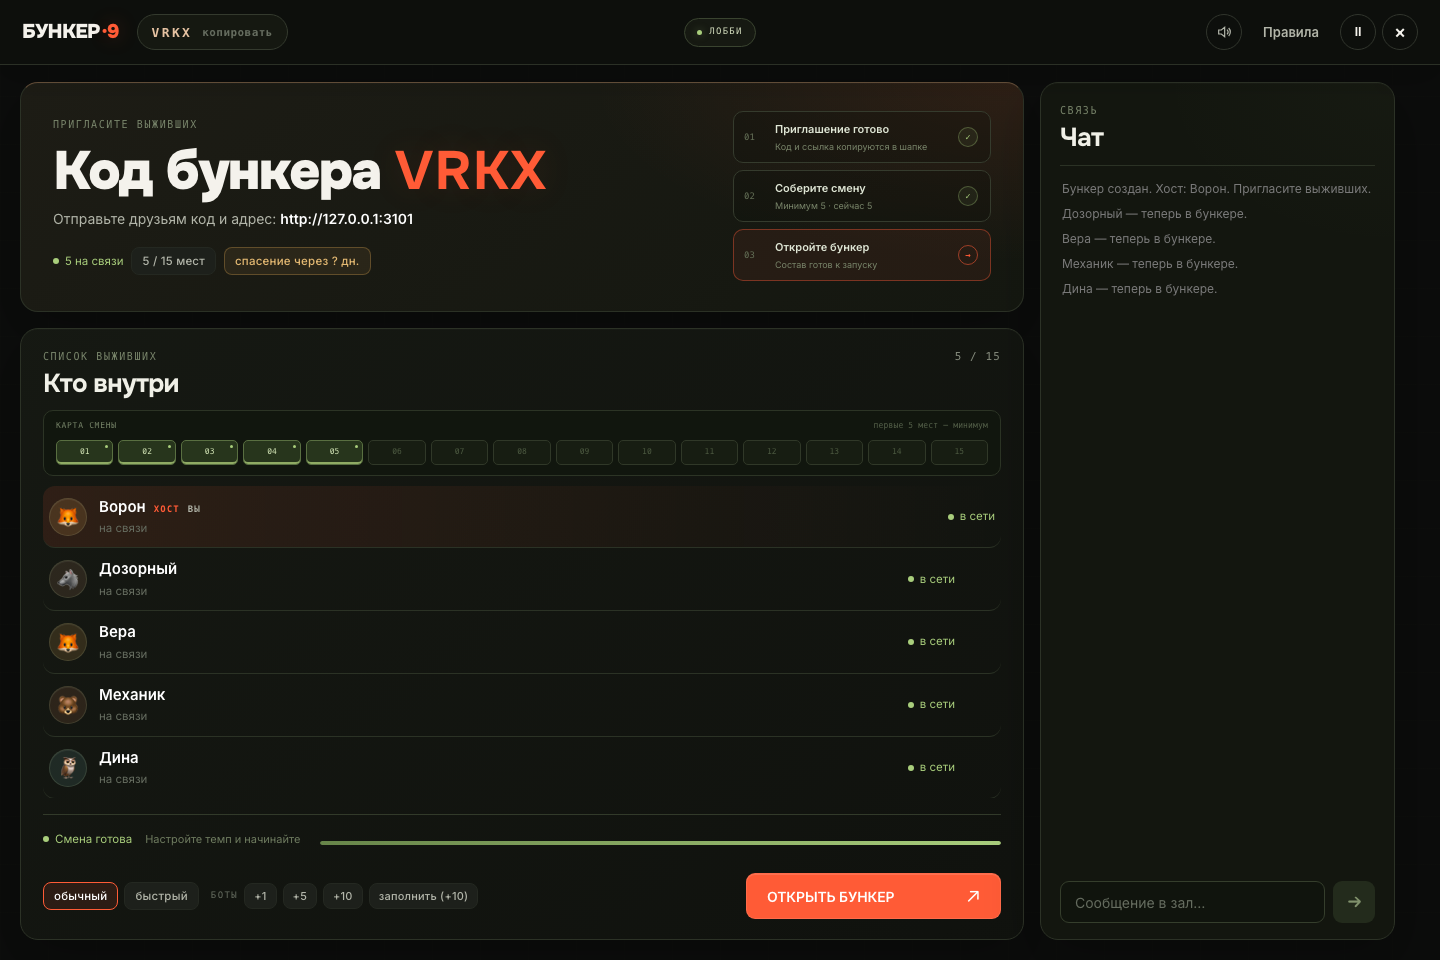 БУНКЕР·9
VRKX копировать
ЛОББИ
Правила
ПРИГЛАСИТЕ ВЫЖИВШИХ
Код бункера VRKX
Отправьте друзьям код и адрес: http://127.0.0.1:3101
5 на связи
5 / 15 мест
спасение через ? дн.
01
Приглашение готово
Код и ссылка копируются в шапке
02
Соберите смену
Минимум 5 · сейчас 5
03
Откройте бункер
Состав готов к запуску
СПИСОК ВЫЖИВШИХ
5 / 15
Кто внутри
КАРТА СМЕНЫ
первые 5 мест — минимум
01 02 03 04 05 06 07 08 09 10 11 12 13 14 15
Ворон ХОСТ ВЫ
на связи
в сети
Дозорный
на связи
в сети
Вера
на связи
в сети
Механик
на связи
в сети
Дина
на связи
в сети
Смена готова
Настройте темп и начинайте
обычный
быстрый
БОТЫ
+1
+5
+10
заполнить (+10)
ОТКРЫТЬ БУНКЕР
СВЯЗЬ
Чат
Бункер создан. Хост: Ворон. Пригласите выживших.
Дозорный — теперь в бункере.
Вера — теперь в бункере.
Механик — теперь в бункере.
Дина — теперь в бункере.
Сообщение в зал...